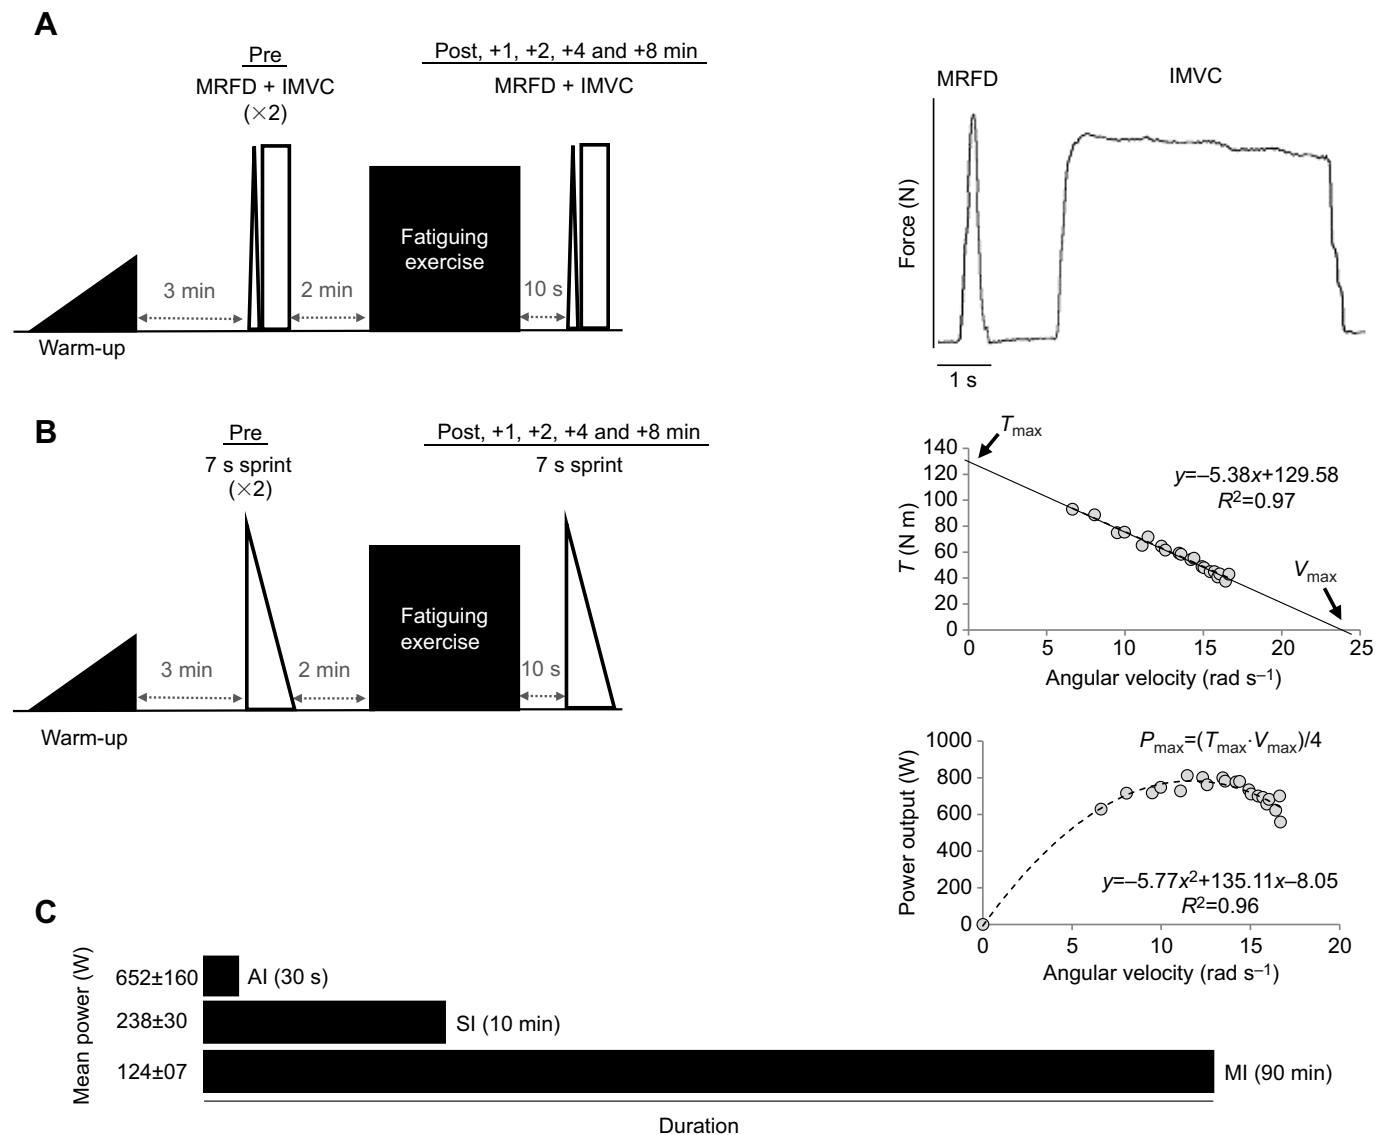 A
Pre
MRFD + IMVC
(×2)
Post, +1, +2, +4 and +8 min
MRFD + IMVC
Fatiguing
exercise
3 min
2 min
10 s
Warm-up
MRFD
IMVC
Force (N)
1 s
B
Pre
7 s sprint
(×2)
Post, +1, +2, +4 and +8 min
7 s sprint
Fatiguing
exercise
3 min
2 min
10 s
Warm-up
Tmax
y=–5.38x+129.58
R²=0.97
Vmax
T (N m)
140
120
100
80
60
40
20
0
0 5 10 15 20 25
Angular velocity (rad s⁻¹)
Pmax=(Tmax·Vmax)/4
y=–5.77x²+135.11x–8.05
R²=0.96
Power output (W)
1000
800
600
400
200
0
0 5 10 15 20
Angular velocity (rad s⁻¹)
C
Mean power (W)
652±160 AI (30 s)
238±30 SI (10 min)
124±07 MI (90 min)
Duration